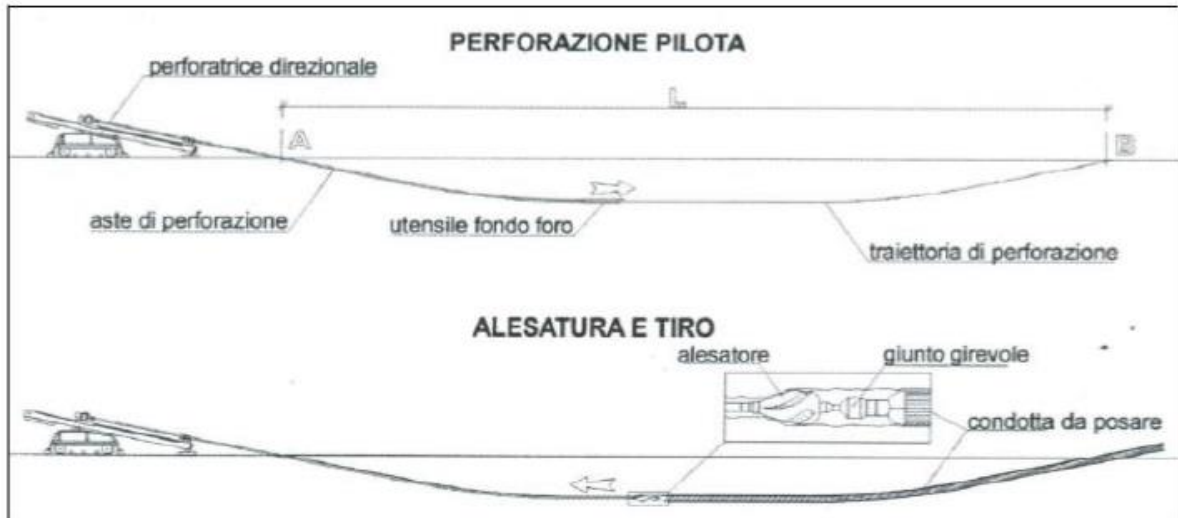 PERFORAZIONE PILOTA
perforatrice direzionale
L
A
B
aste di perforazione
utensile fondo foro
traiettoria di perforazione
ALESATURA E TIRO
alesatore
giunto girevole
condotta da posare